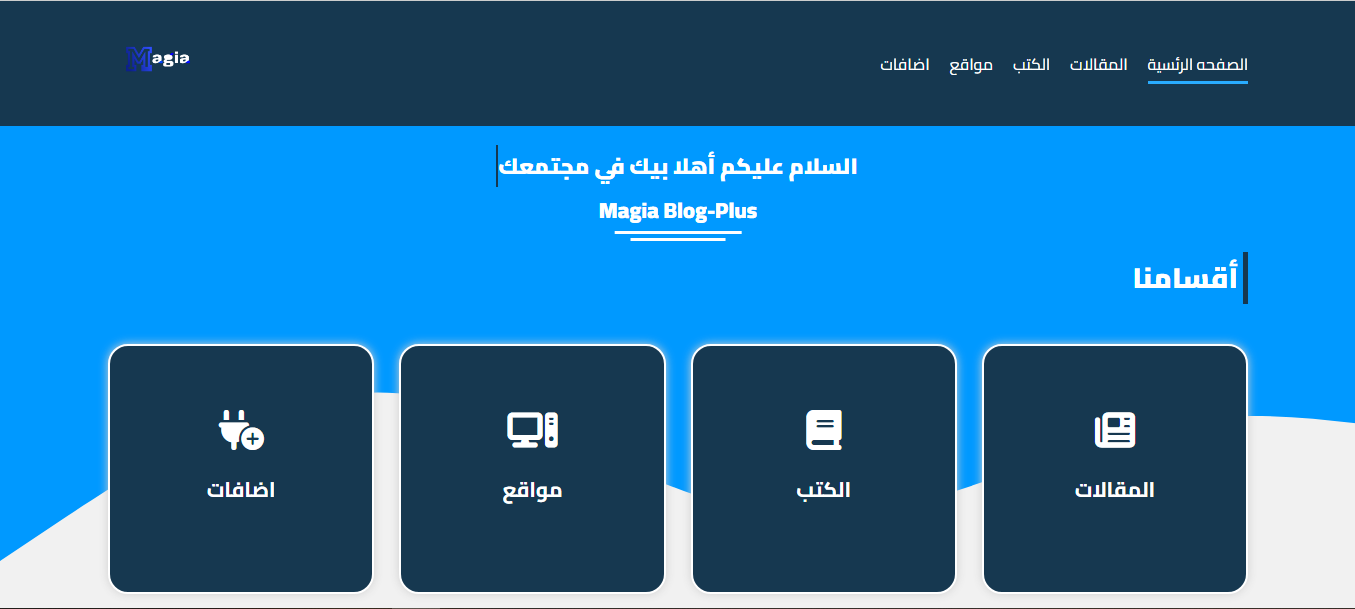 الصفحه الرئسية
المقالات
الكتب
مواقع
اضافات
Magia
السلام عليكم أهلا بيك في مجتمعك
Magia Blog-Plus
أقسامنا
المقالات
الكتب
مواقع
اضافات